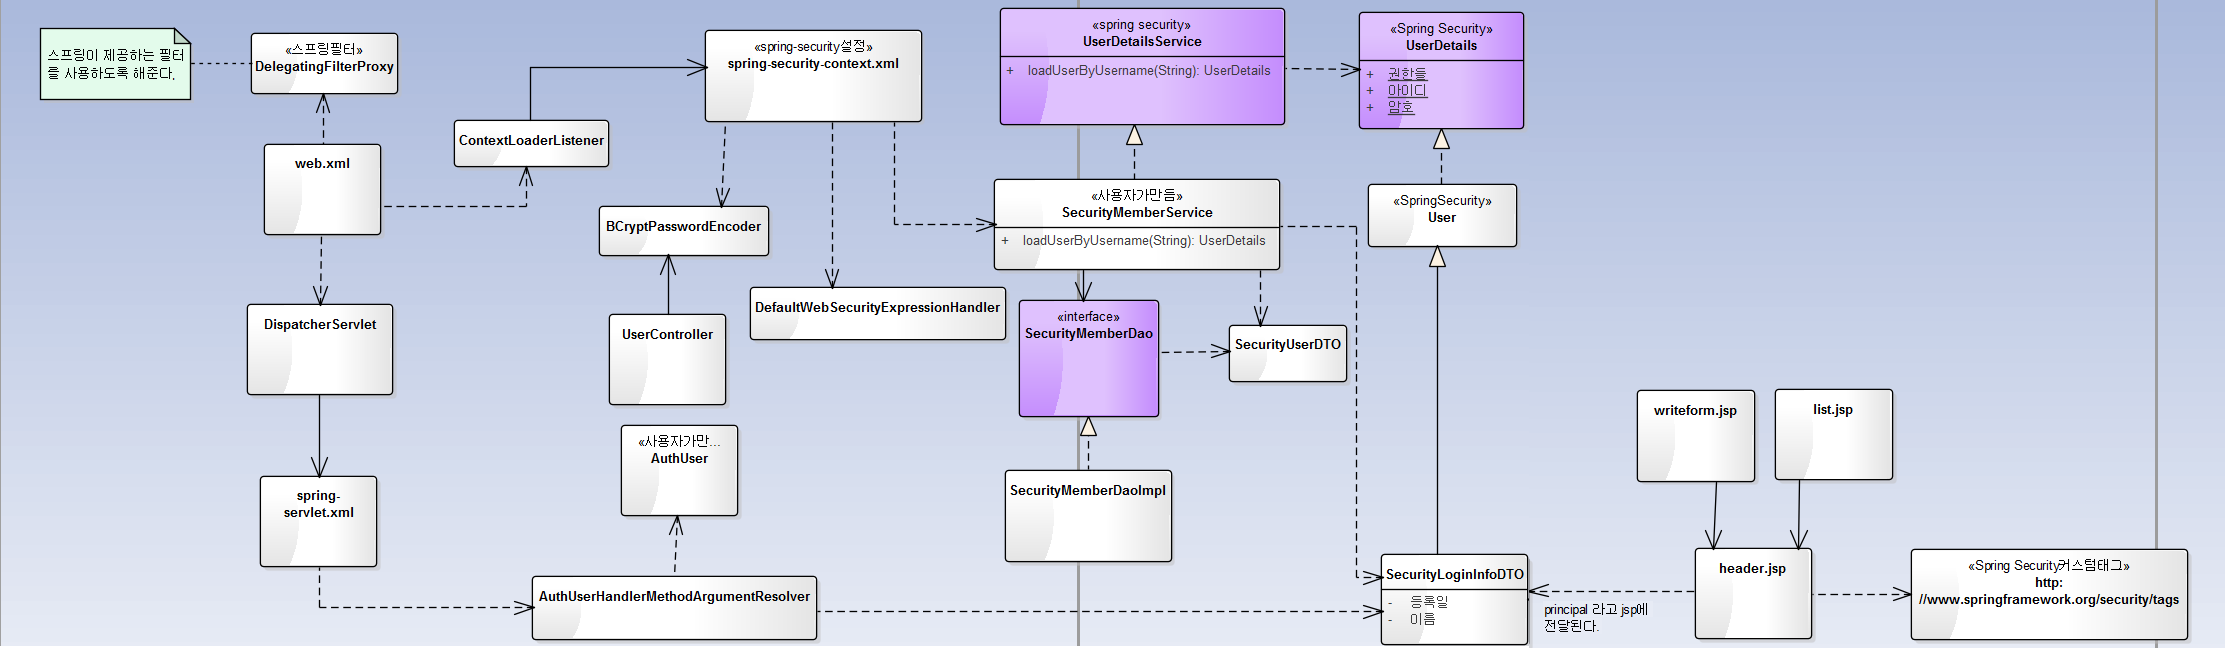 스프링이 제공하는 필터
를 사용하도록 해준다.
«스프링필터»
DelegatingFilterProxy
web.xml
ContextLoaderListener
«spring-security설정»
spring-security-context.xml
«spring security»
UserDetailsService
+ loadUserByUsername(String): UserDetails
«Spring Security»
UserDetails
+ 권한들
+ 아이디
+ 암호
BCryptPasswordEncoder
«사용자가만듬»
SecurityMemberService
+ loadUserByUsername(String): UserDetails
«SpringSecurity»
User
DispatcherServlet
UserController
DefaultWebSecurityExpressionHandler
«interface»
SecurityMemberDao
SecurityUserDTO
«사용자가만...
AuthUser
writeform.jsp
list.jsp
spring-
servlet.xml
SecurityMemberDaoImpl
AuthUserHandlerMethodArgumentResolver
SecurityLoginInfoDTO
- 등록일
- 이름
principal 라고 jsp에
전달된다.
header.jsp
«Spring Security커스텀태그»
http:
//www.springframework.org/security/tags